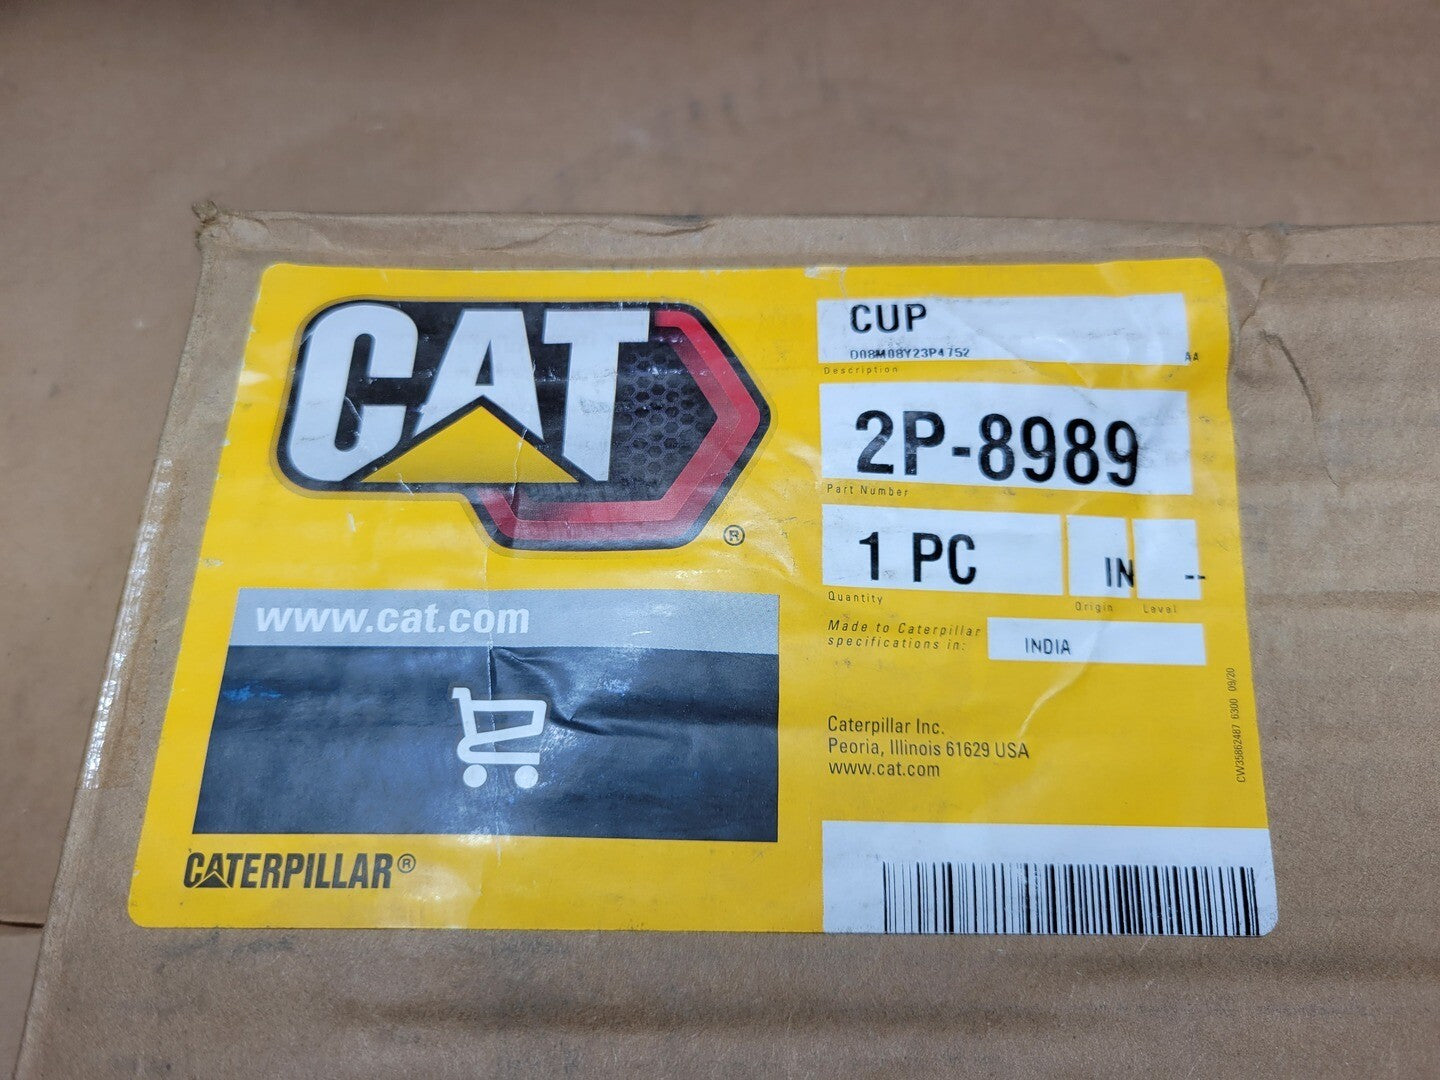 CAT
®
www.cat.com
CATERPILLAR®
CUP
D08M08Y23P4752 AA
Description
2P-8989
Part Number
1 PC IN --
Quantity Origin Level
Made to Caterpillar
specifications in: INDIA
Caterpillar Inc.
Peoria, Illinois 61629 USA
www.cat.com
CW35862487 6300 09/20